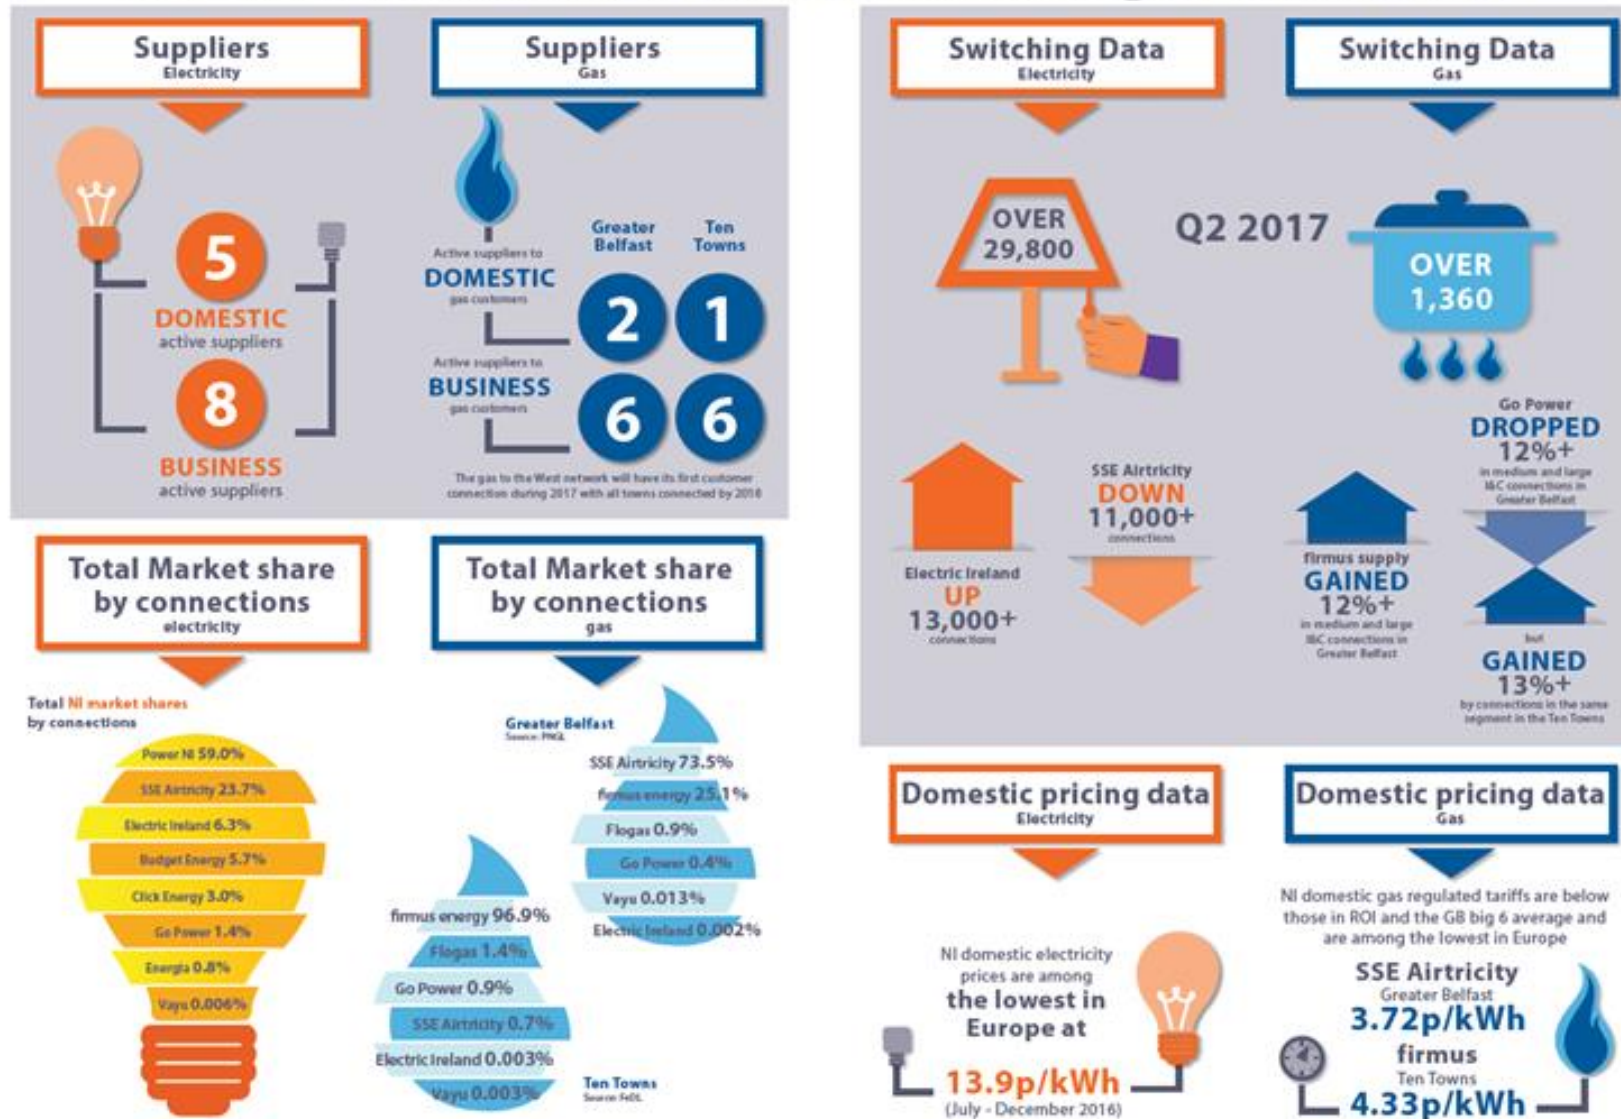 Suppliers
Electricity
5
DOMESTIC
active suppliers
8
BUSINESS
active suppliers
Suppliers
Gas
Greater
Belfast
Ten
Towns
Active suppliers to
DOMESTIC
gas customers
2
1
Active suppliers to
BUSINESS
gas customers
6
6
The gas to the West network will have its first customer
connection during 2017 with all towns connected by 2018
Total Market share
by connections
electricity
Total NI market shares
by connections
Power NI 59.0%
SSE Airtricity 23.7%
Electric Ireland 6.3%
Budget Energy 5.7%
Click Energy 3.0%
Go Power 1.4%
Energia 0.8%
Vayu 0.006%
Total Market share
by connections
gas
Greater Belfast
Source: PNGL
SSE Airtricity 73.5%
firmus energy 25.1%
Flogas 0.9%
Go Power 0.4%
Vayu 0.013%
Electric Ireland 0.002%
firmus energy 96.9%
Flogas 1.4%
Go Power 0.9%
SSE Airtricity 0.7%
Electric Ireland 0.003%
Vayu 0.003%
Ten Towns
Source: FeDL
Switching Data
Electricity
Switching Data
Gas
OVER
29,800
Q2 2017
OVER
1,360
Electric Ireland
UP
13,000+
connections
SSE Airtricity
DOWN
11,000+
connections
firmus supply
GAINED
12%+
in medium and large
I&C connections in
Greater Belfast
Go Power
DROPPED
12%+
in medium and large
I&C connections in
Greater Belfast
but
GAINED
13%+
by connections in the same
segment in the Ten Towns
Domestic pricing data
Electricity
NI domestic electricity
prices are among
the lowest in
Europe at
13.9p/kWh
(July - December 2016)
Domestic pricing data
Gas
NI domestic gas regulated tariffs are below
those in ROI and the GB big 6 average and
are among the lowest in Europe
SSE Airtricity
Greater Belfast
3.72p/kWh
firmus
Ten Towns
4.33p/kWh